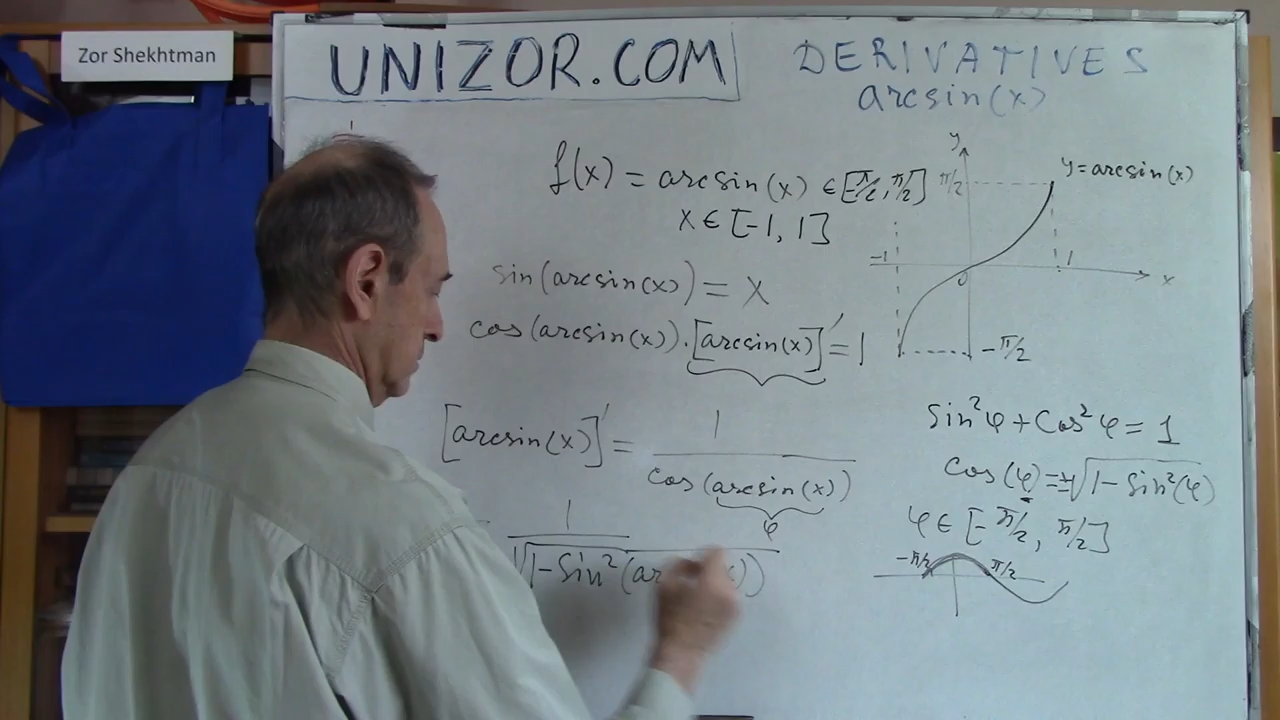 Zor Shekhtman
UNIZOR.COM
DERIVATIVES
arcsin(x)
f(x) = arcsin(x) ∈ [π/2, π/2]
x ∈ [-1, 1]
sin(arcsin(x)) = x
cos(arcsin(x)) · [arcsin(x)]' = 1
[arcsin(x)]' = 1 / cos(arcsin(x))
φ
1 / √(1 - Sin²(ar x))
y
π/2
y = arcsin(x)
-1
0
1
x
-π/2
Sin²φ + Cos²φ = 1
Cos(φ) = ±√(1 - Sin²(φ))
φ ∈ [-π/2, π/2]
-π/2
π/2